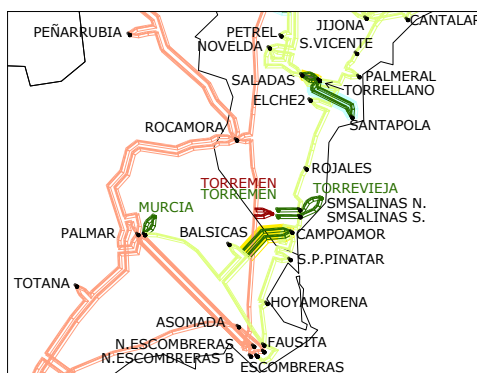 JIJONA
CANTALAR
PEÑARRUBIA
PETREL
NOVELDA
S.VICENTE
SALADAS
PALMERAL
TORRELLANO
ELCHE2
SANTAPOLA
ROCAMORA
ROJALES
TORREMEN
TORREMEN
TORREVIEJA
MURCIA
SMSALINAS N.
SMSALINAS S.
PALMAR
BALSICAS
CAMPOAMOR
S.P.PINATAR
TOTANA
HOYAMORENA
ASOMADA
N.ESCOMBRERAS
FAUSITA
N.ESCOMBRERAS B
ESCOMBRERAS